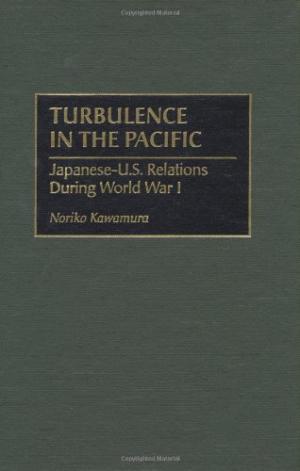 TURBULENCE
IN THE PACIFIC
Japanese-U.S. Relations
During World War I
Noriko Kawamura